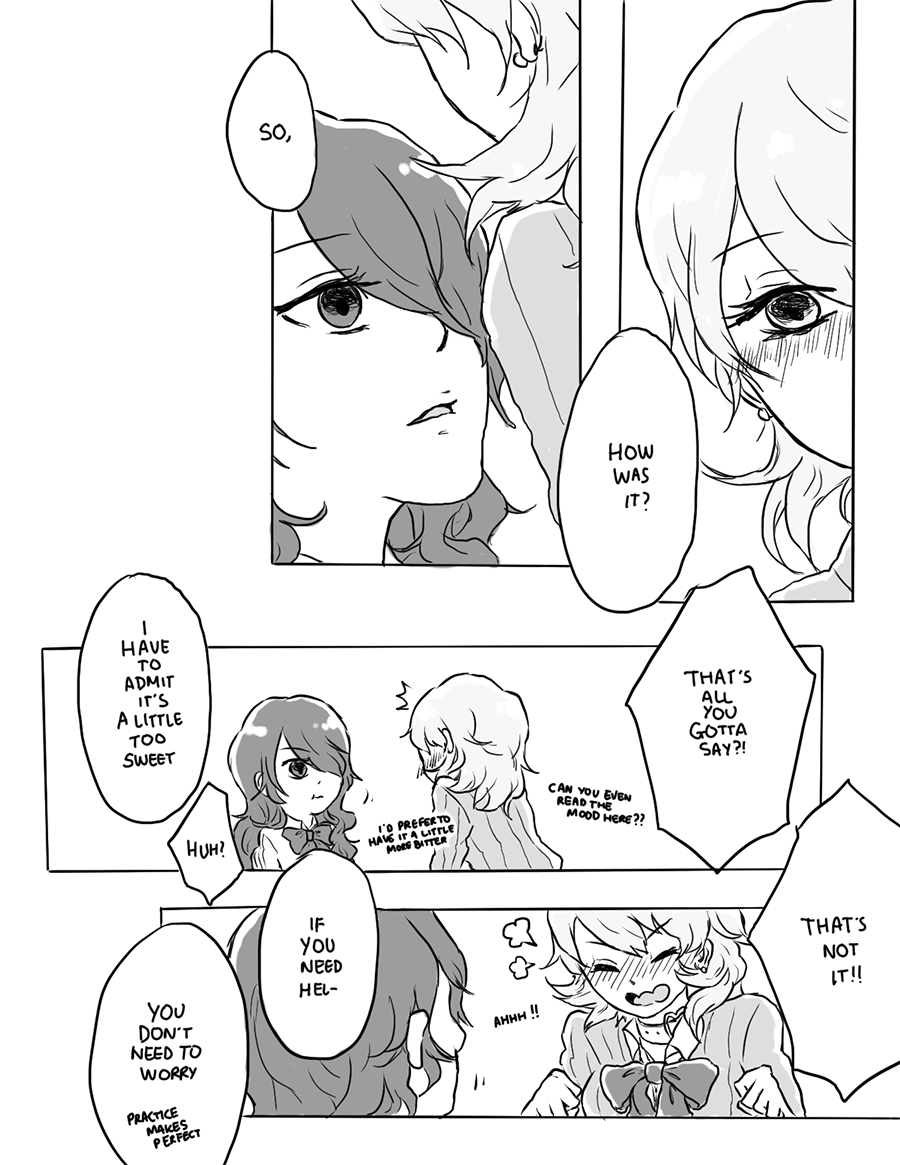 SO,
HOW
WAS
IT?
I
HAVE
TO
ADMIT
IT'S
A LITTLE
TOO
SWEET
I'D PREFER TO
HAVE IT A LITTLE
MORE BITTER
THAT'S
ALL
YOU
GOTTA
SAY?!
CAN YOU EVEN
READ THE
MOOD HERE??
HUH?
THAT'S
NOT
IT!!
AHHH!!
IF
YOU
NEED
HEL-
YOU
DON'T
NEED TO
WORRY
PRACTICE
MAKES
PERFECT